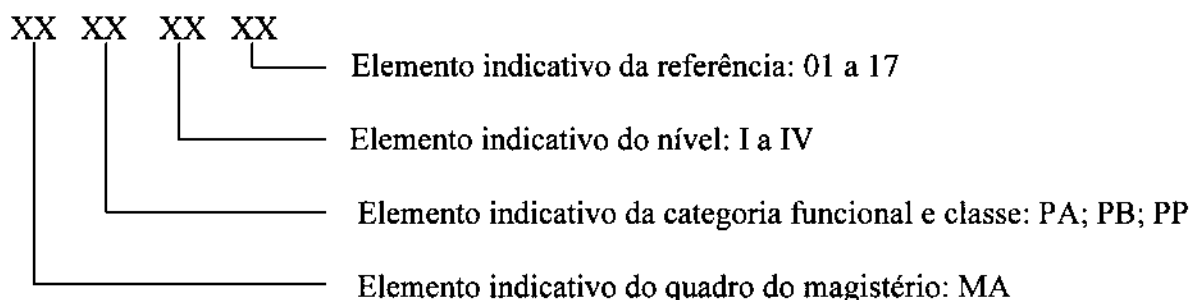 XX XX XX XX
Elemento indicativo da referência: 01 a 17
Elemento indicativo do nível: I a IV
Elemento indicativo da categoria funcional e classe: PA; PB; PP
Elemento indicativo do quadro do magistério: MA